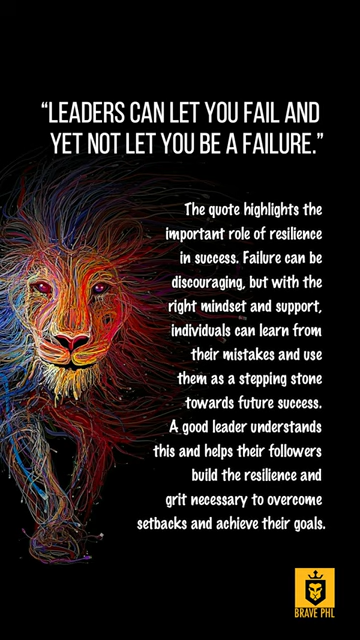 “LEADERS CAN LET YOU FAIL AND
YET NOT LET YOU BE A FAILURE.”
The quote highlights the
important role of resilience
in success. Failure can be
discouraging, but with the
right mindset and support,
individuals can learn from
their mistakes and use
them as a stepping stone
towards future success.
A good leader understands
this and helps their followers
build the resilience and
grit necessary to overcome
setbacks and achieve their goals.
BRAVE PHL